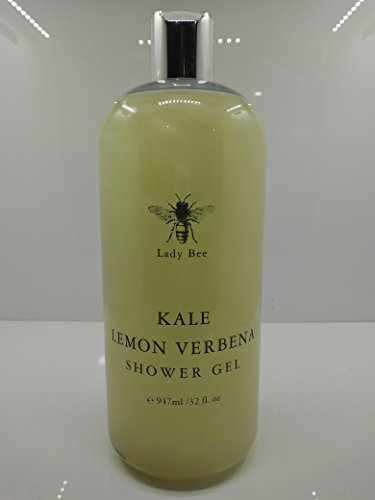 Lady Bee
KALE
LEMON VERBENA
SHOWER GEL
℮ 947ml /32 fl. oz